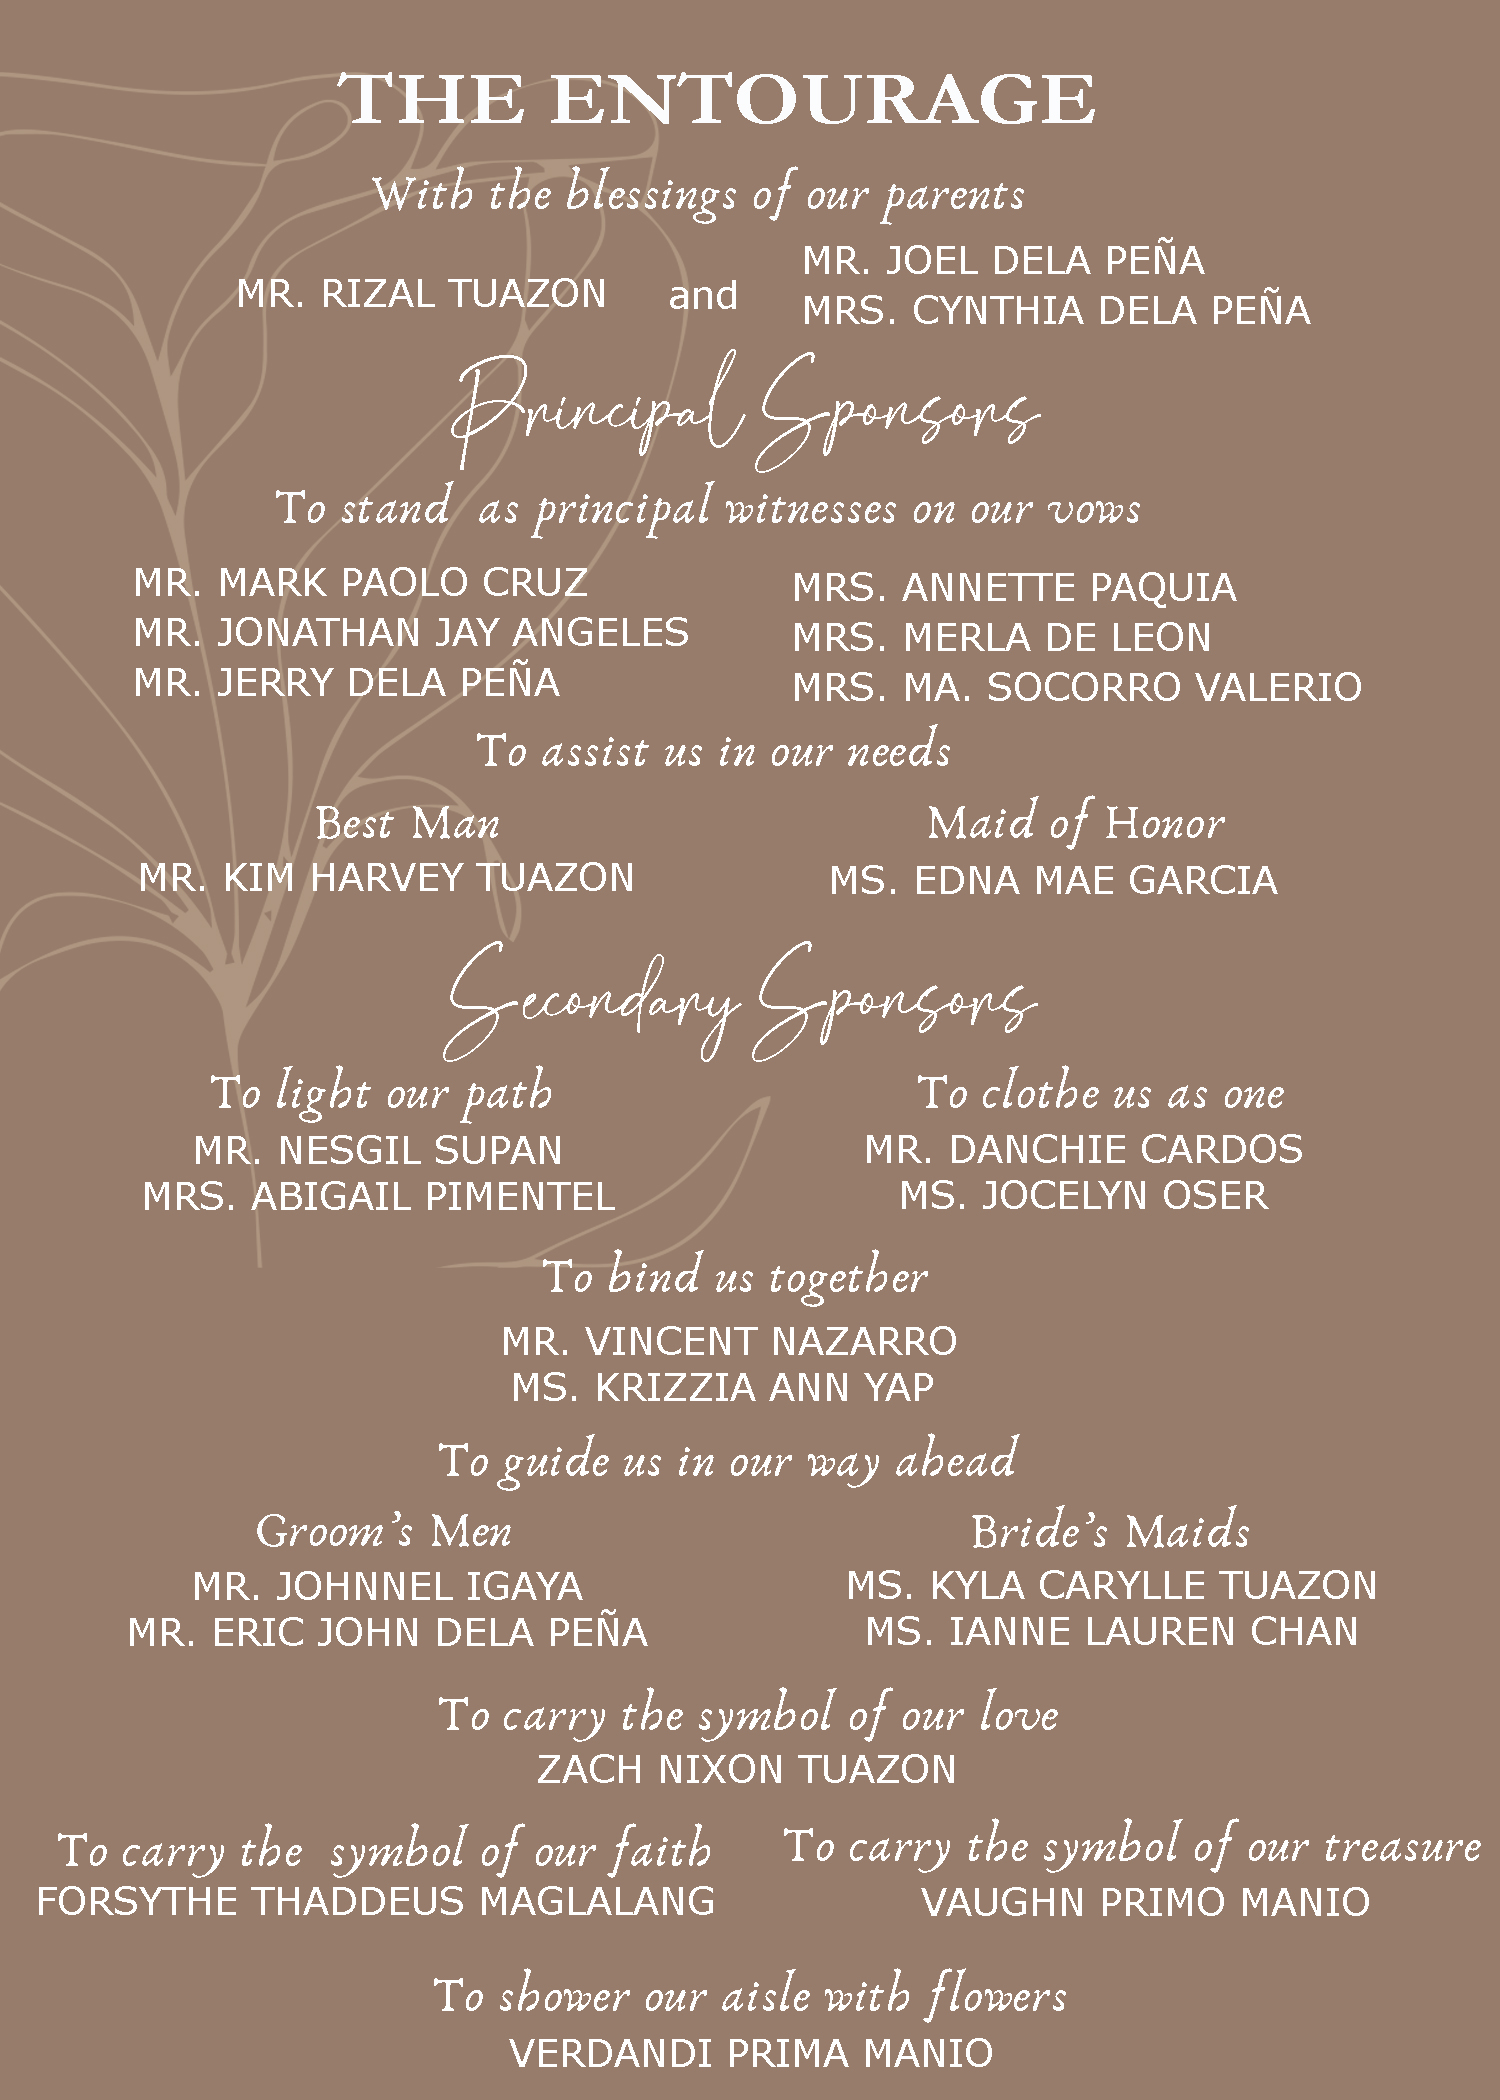 THE ENTOURAGE
With the blessings of our parents
MR. RIZAL TUAZON and
MR. JOEL DELA PEÑA
MRS. CYNTHIA DELA PEÑA
Principal Sponsors
To stand as principal witnesses on our vows
MR. MARK PAOLO CRUZ
MR. JONATHAN JAY ANGELES
MR. JERRY DELA PEÑA
MRS. ANNETTE PAQUIA
MRS. MERLA DE LEON
MRS. MA. SOCORRO VALERIO
To assist us in our needs
Best Man
MR. KIM HARVEY TUAZON
Maid of Honor
MS. EDNA MAE GARCIA
Secondary Sponsors
To light our path
MR. NESGIL SUPAN
MRS. ABIGAIL PIMENTEL
To clothe us as one
MR. DANCHIE CARDOS
MS. JOCELYN OSER
To bind us together
MR. VINCENT NAZARRO
MS. KRIZZIA ANN YAP
To guide us in our way ahead
Groom's Men
MR. JOHNNEL IGAYA
MR. ERIC JOHN DELA PEÑA
Bride's Maids
MS. KYLA CARYLLE TUAZON
MS. IANNE LAUREN CHAN
To carry the symbol of our love
ZACH NIXON TUAZON
To carry the symbol of our faith
FORSYTHE THADDEUS MAGLALANG
To carry the symbol of our treasure
VAUGHN PRIMO MANIO
To shower our aisle with flowers
VERDANDI PRIMA MANIO